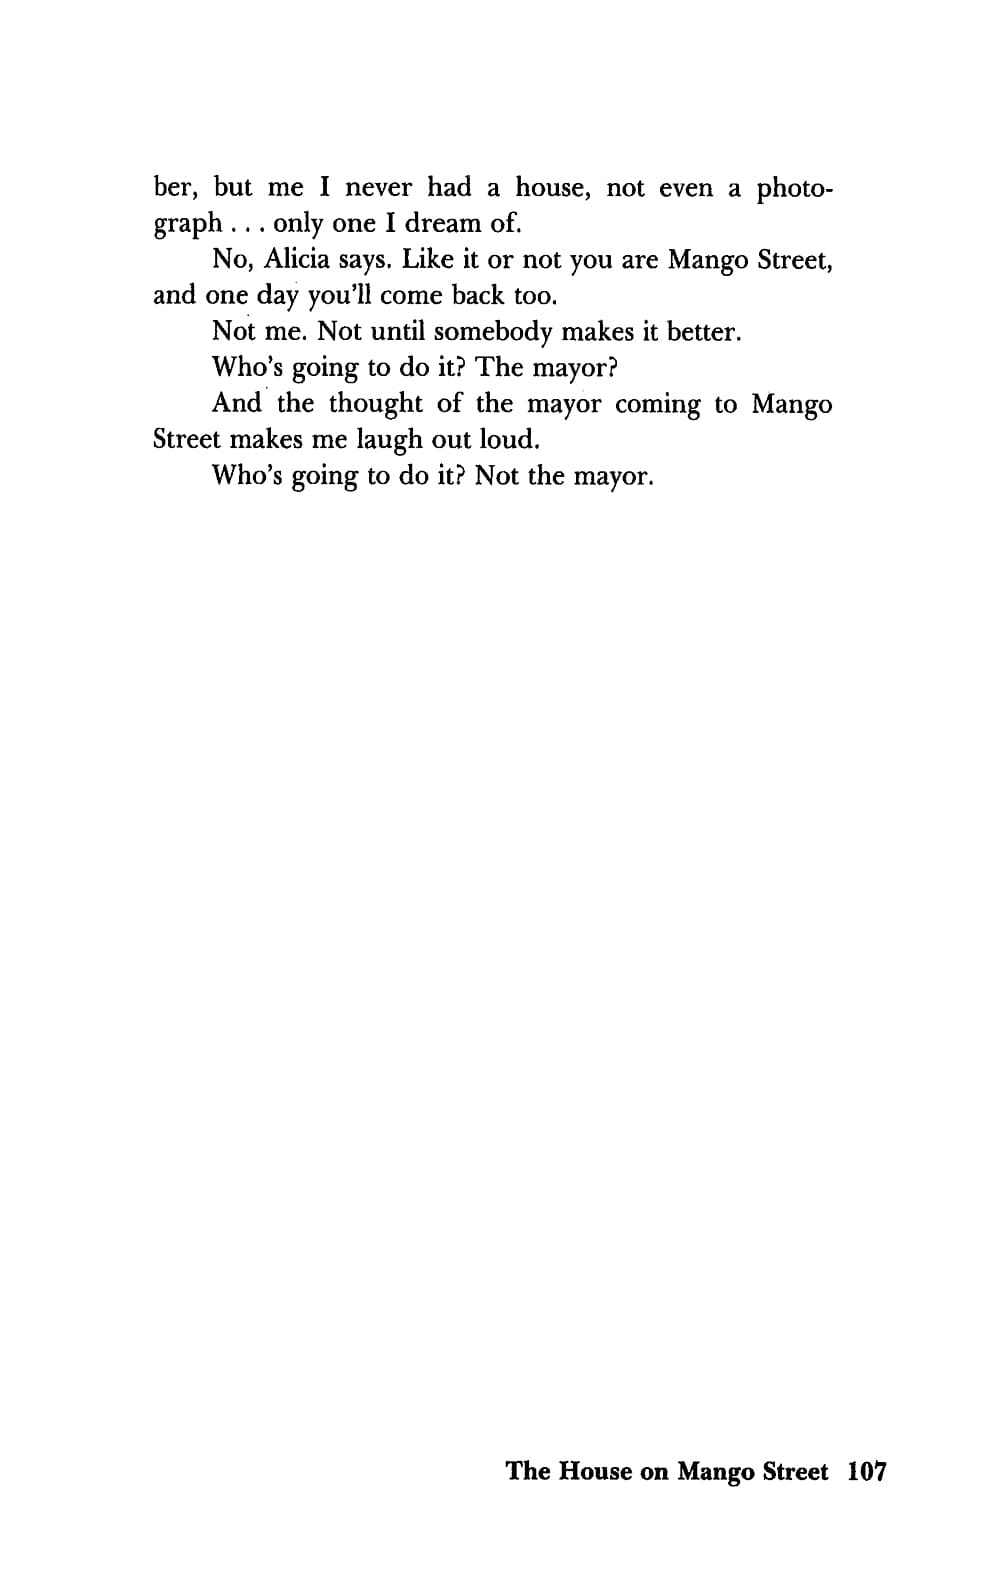 ber, but me I never had a house, not even a photo-
graph . . . only one I dream of.
No, Alicia says. Like it or not you are Mango Street,
and one day you'll come back too.
Not me. Not until somebody makes it better.
Who's going to do it? The mayor?
And the thought of the mayor coming to Mango
Street makes me laugh out loud.
Who's going to do it? Not the mayor.
The House on Mango Street 107